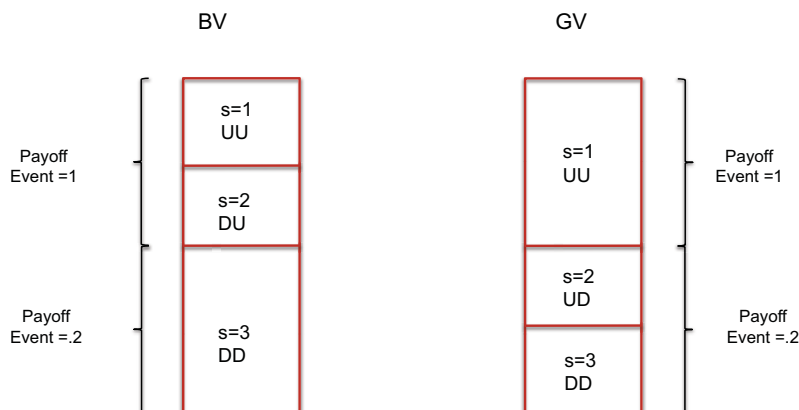 BV
GV
s=1
UU
s=2
DU
s=3
DD
Payoff
Event =1
Payoff
Event =.2
s=1
UU
s=2
UD
s=3
DD
Payoff
Event =1
Payoff
Event =.2